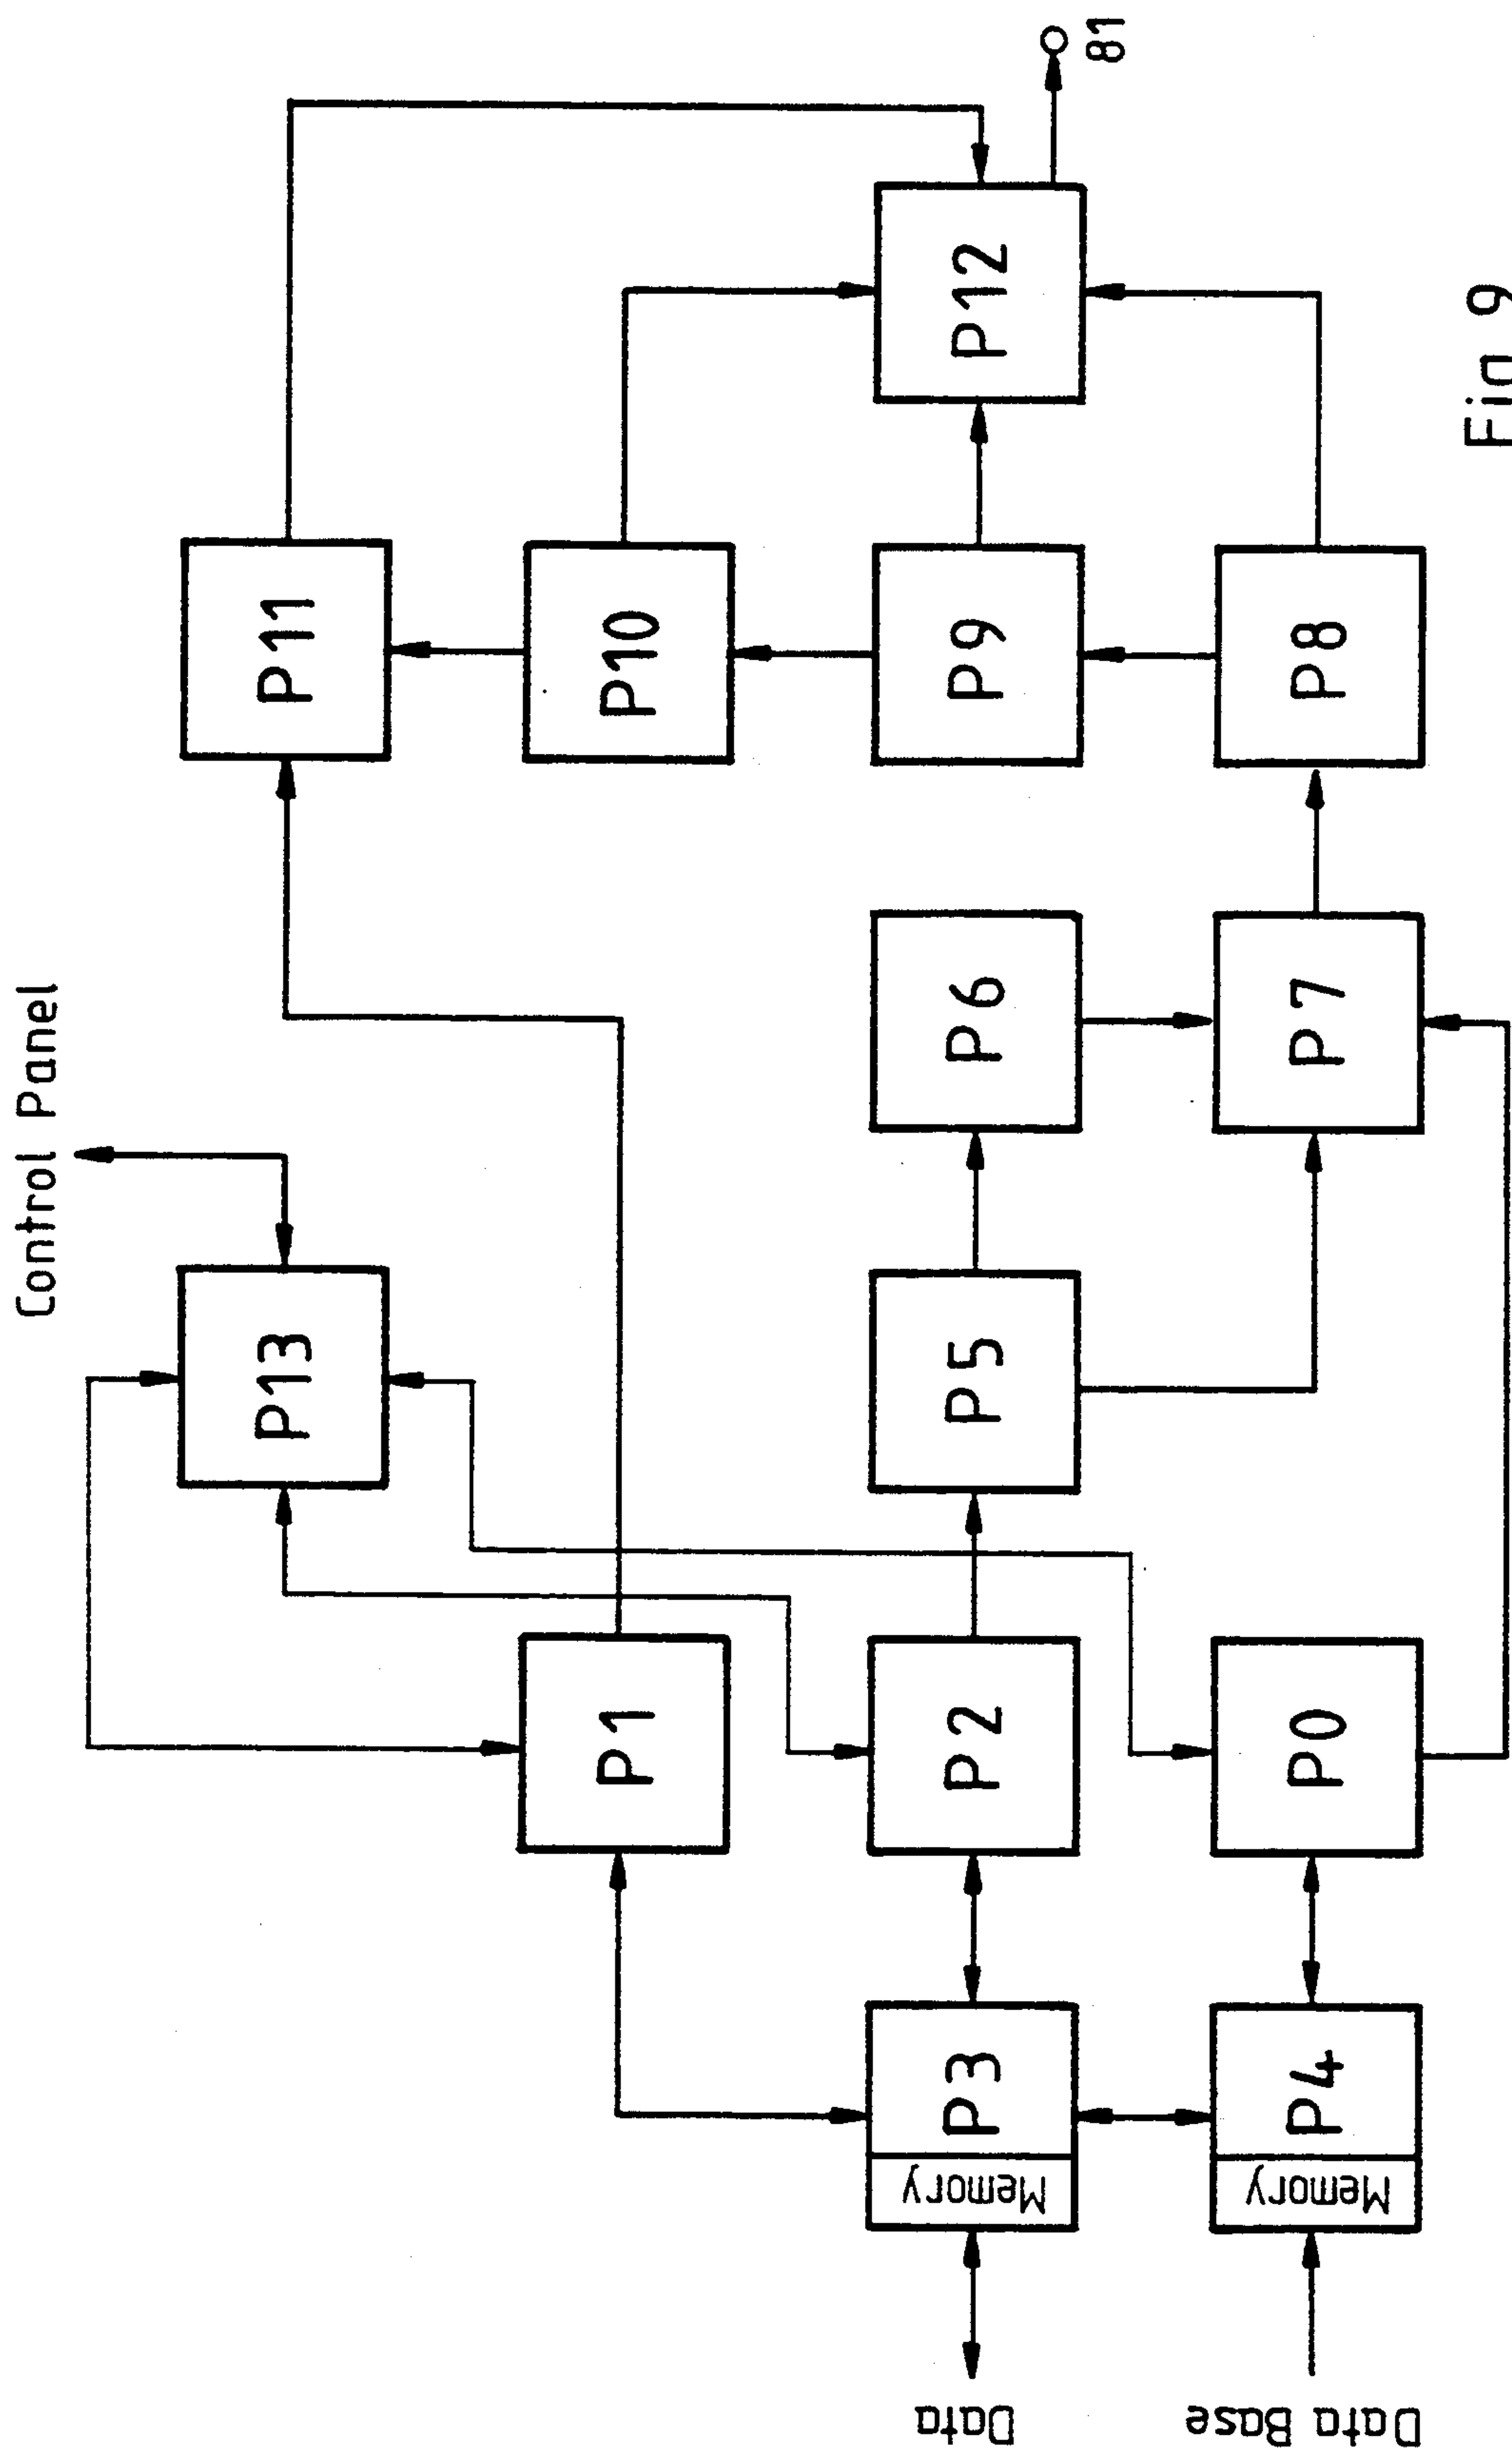 Control Panel
P13
P11
P1
P10
Data
Memory
P3
P2
P5
P6
P9
P12
81
Data Base
Memory
P4
P0
P7
P8
Fig 9